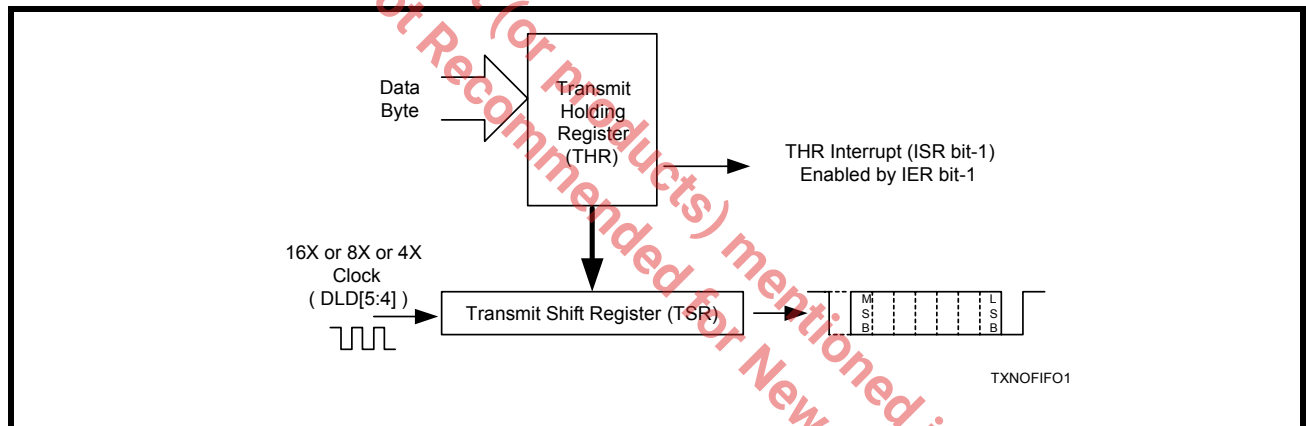 Data
Byte
Transmit
Holding
Register
(THR)
THR Interrupt (ISR bit-1)
Enabled by IER bit-1
16X or 8X or 4X
Clock
( DLD[5:4] )
Transmit Shift Register (TSR)
M
S
B
L
S
B
TXNOFIFO1
(or products) mentioned
ot Recommended for New